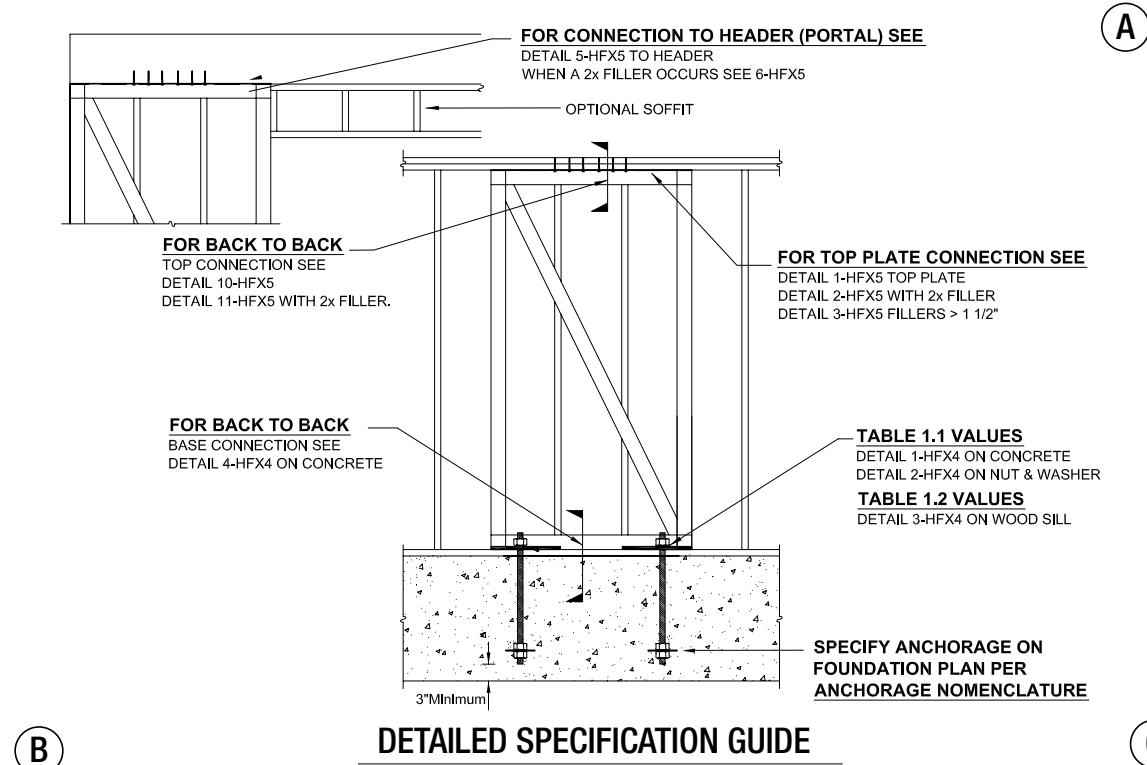 A
FOR CONNECTION TO HEADER (PORTAL) SEE
DETAIL 5-HFX5 TO HEADER
WHEN A 2x FILLER OCCURS SEE 6-HFX5
OPTIONAL SOFFIT
FOR BACK TO BACK
TOP CONNECTION SEE
DETAIL 10-HFX5
DETAIL 11-HFX5 WITH 2x FILLER.
FOR TOP PLATE CONNECTION SEE
DETAIL 1-HFX5 TOP PLATE
DETAIL 2-HFX5 WITH 2x FILLER
DETAIL 3-HFX5 FILLERS > 1 1/2"
FOR BACK TO BACK
BASE CONNECTION SEE
DETAIL 4-HFX4 ON CONCRETE
TABLE 1.1 VALUES
DETAIL 1-HFX4 ON CONCRETE
DETAIL 2-HFX4 ON NUT & WASHER
TABLE 1.2 VALUES
DETAIL 3-HFX4 ON WOOD SILL
SPECIFY ANCHORAGE ON
FOUNDATION PLAN PER
ANCHORAGE NOMENCLATURE
3"Minimum
B
DETAILED SPECIFICATION GUIDE